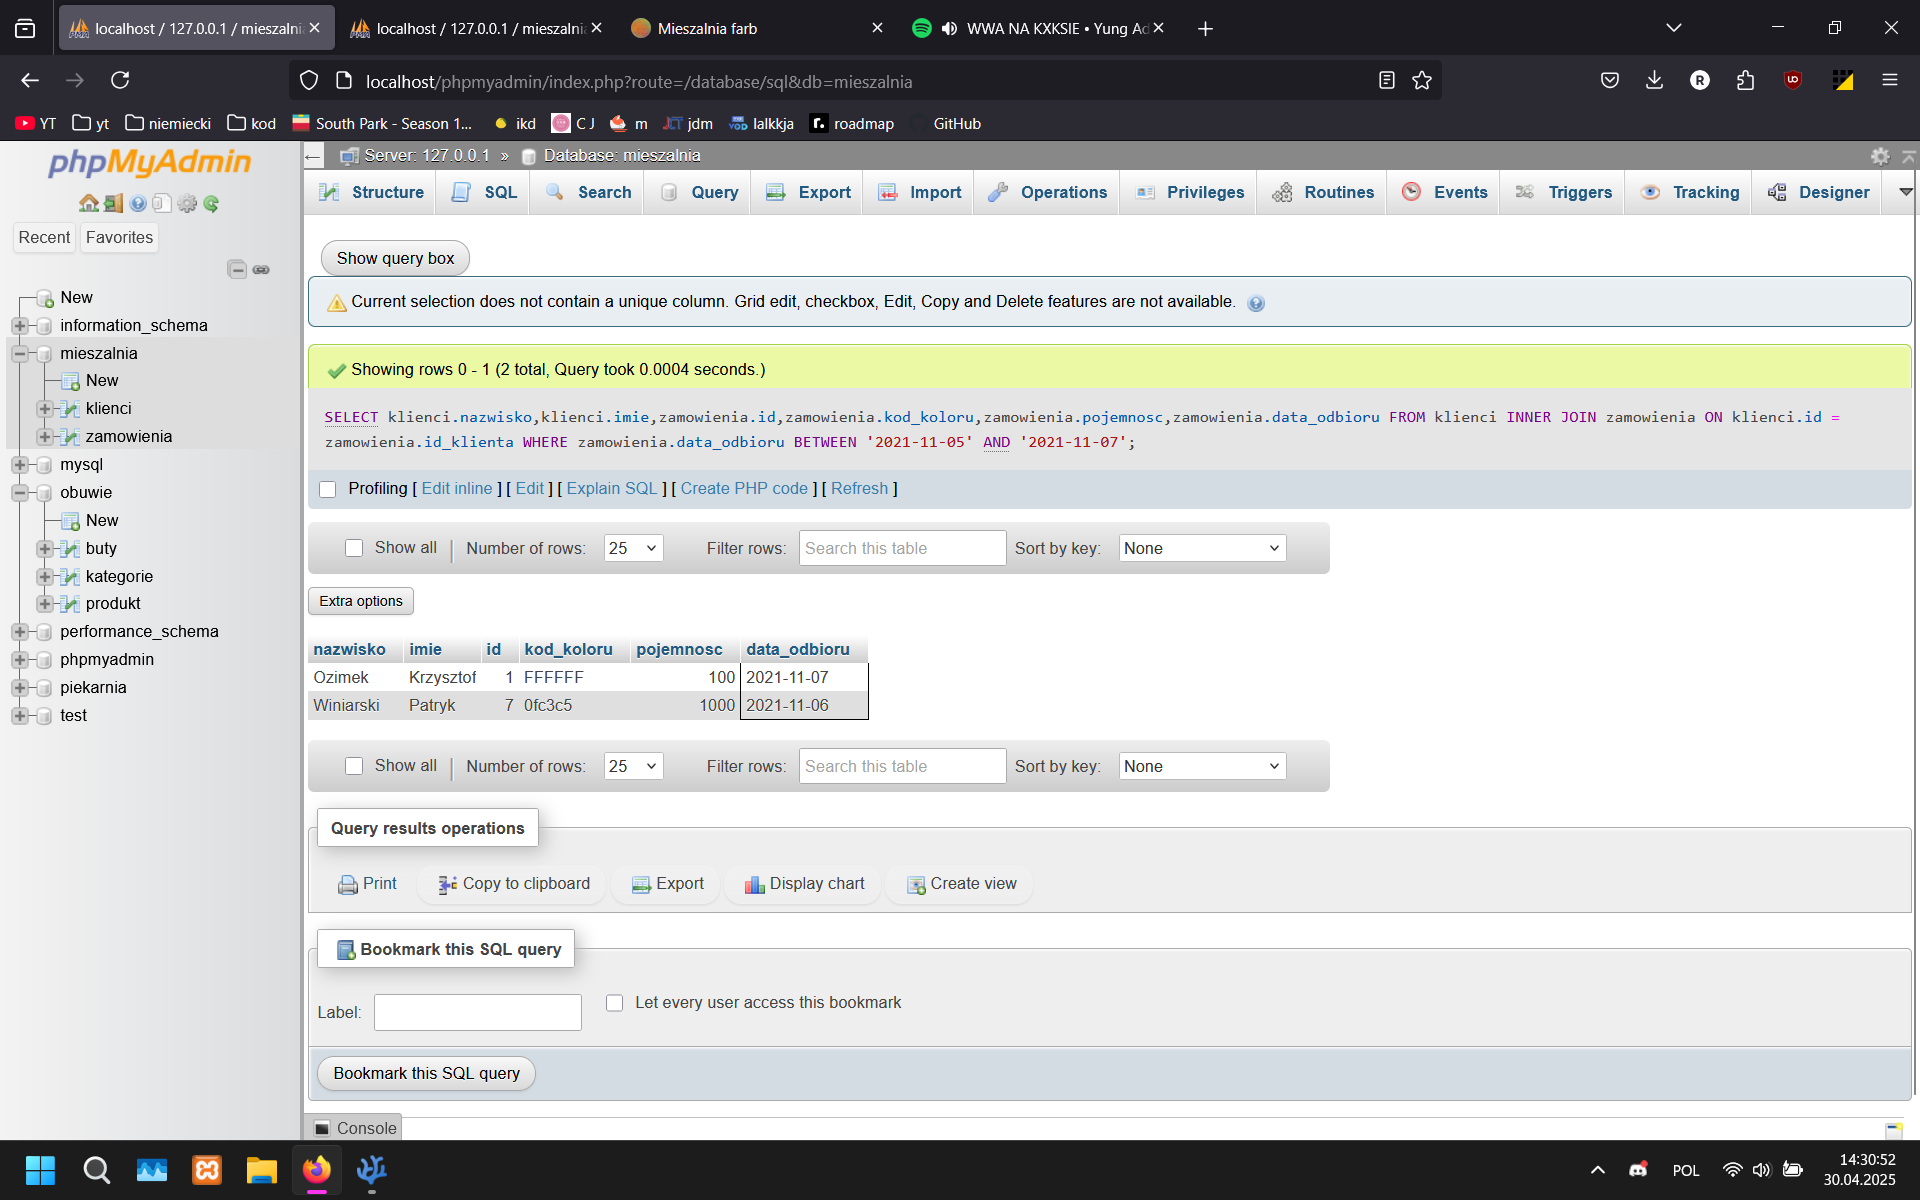 localhost / 127.0.0.1 / mieszalni
localhost / 127.0.0.1 / mieszalni
Mieszalnia farb
WWA NA KXKSIE • Yung Ad
localhost/phpmyadmin/index.php?route=/database/sql&db=mieszalnia
YT
yt
niemiecki
kod
South Park - Season 1...
ikd
C J
m
jdm
lalkkja
roadmap
GitHub
phpMyAdmin
Recent
Favorites
New
information_schema
mieszalnia
New
klienci
zamowienia
mysql
obuwie
New
buty
kategorie
produkt
performance_schema
phpmyadmin
piekarnia
test
Server: 127.0.0.1 » Database: mieszalnia
Structure
SQL
Search
Query
Export
Import
Operations
Privileges
Routines
Events
Triggers
Tracking
Designer
Show query box
Current selection does not contain a unique column. Grid edit, checkbox, Edit, Copy and Delete features are not available.
Showing rows 0 - 1 (2 total, Query took 0.0004 seconds.)
SELECT klienci.nazwisko,klienci.imie,zamowienia.id,zamowienia.kod_koloru,zamowienia.pojemnosc,zamowienia.data_odbioru FROM klienci INNER JOIN zamowienia ON klienci.id =
zamowienia.id_klienta WHERE zamowienia.data_odbioru BETWEEN '2021-11-05' AND '2021-11-07';
Profiling [ Edit inline ] [ Edit ] [ Explain SQL ] [ Create PHP code ] [ Refresh ]
Show all | Number of rows: 25 Filter rows: Search this table Sort by key: None
Extra options
nazwisko imie id kod_koloru pojemnosc data_odbioru
Ozimek Krzysztof 1 FFFFFF 100 2021-11-07
Winiarski Patryk 7 0fc3c5 1000 2021-11-06
Show all | Number of rows: 25 Filter rows: Search this table Sort by key: None
Query results operations
Print
Copy to clipboard
Export
Display chart
Create view
Bookmark this SQL query
Label:
Let every user access this bookmark
Bookmark this SQL query
Console
POL
14:30:52
30.04.2025